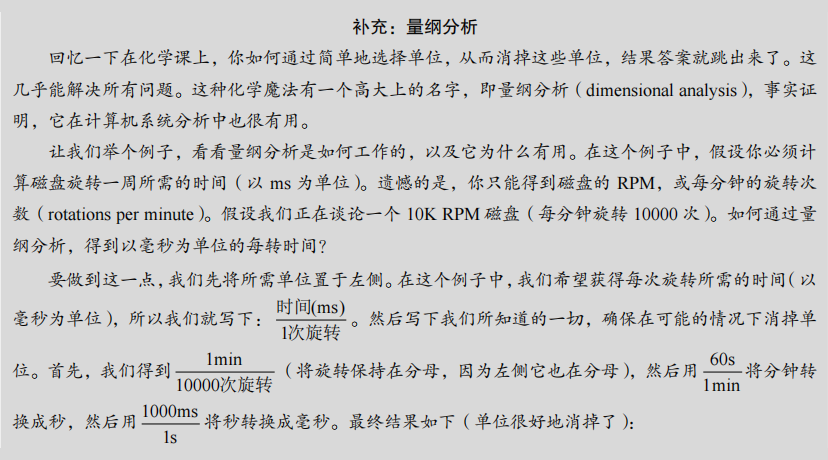 补充：量纲分析
回忆一下在化学课上，你如何通过简单地选择单位，从而消掉这些单位，结果答案就跳出来了。这
几乎能解决所有问题。这种化学魔法有一个高大上的名字，即量纲分析（dimensional analysis），事实证
明，它在计算机系统分析中也很有用。
让我们举个例子，看看量纲分析是如何工作的，以及它为什么有用。在这个例子中，假设你必须计
算磁盘旋转一周所需的时间（以 ms 为单位）。遗憾的是，你只能得到磁盘的 RPM，或每分钟的旋转次
数（rotations per minute）。假设我们正在谈论一个 10K RPM 磁盘（每分钟旋转 10000 次）。如何通过量
纲分析，得到以毫秒为单位的每转时间？
要做到这一点，我们先将所需单位置于左侧。在这个例子中，我们希望获得每次旋转所需的时间（以
毫秒为单位），所以我们就写下：时间(ms)/1次旋转。然后写下我们所知道的一切，确保在可能的情况下消掉单
位。首先，我们得到 1min/10000次旋转（将旋转保持在分母，因为左侧它也在分母），然后用 60s/1min 将分钟转
换成秒，然后用 1000ms/1s 将秒转换成毫秒。最终结果如下（单位很好地消掉了）：